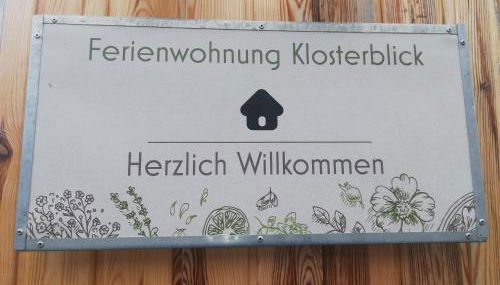 Ferienwohnung Klosterblick
Herzlich Willkommen